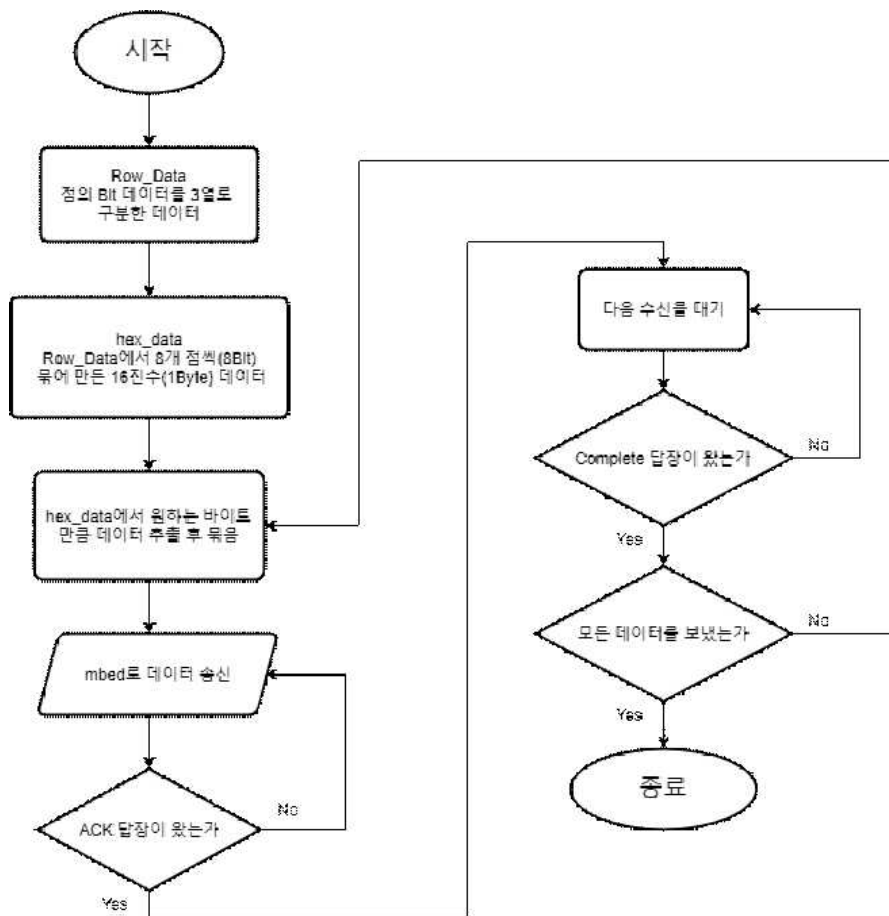 시작
Row_Data
점의 Bit 데이터를 3열로
구분한 데이터
hex_data
Row_Data에서 8개 점씩(8Bit)
묶어 만든 16진수(1Byte) 데이터
hex_data에서 원하는 바이트
만큼 데이터 추출 후 묶음
mbed로 데이터 송신
ACK 답장이 왔는가
No
Yes
다음 수신을 대기
Complete 답장이 왔는가
No
Yes
모든 데이터를 보냈는가
No
Yes
종료